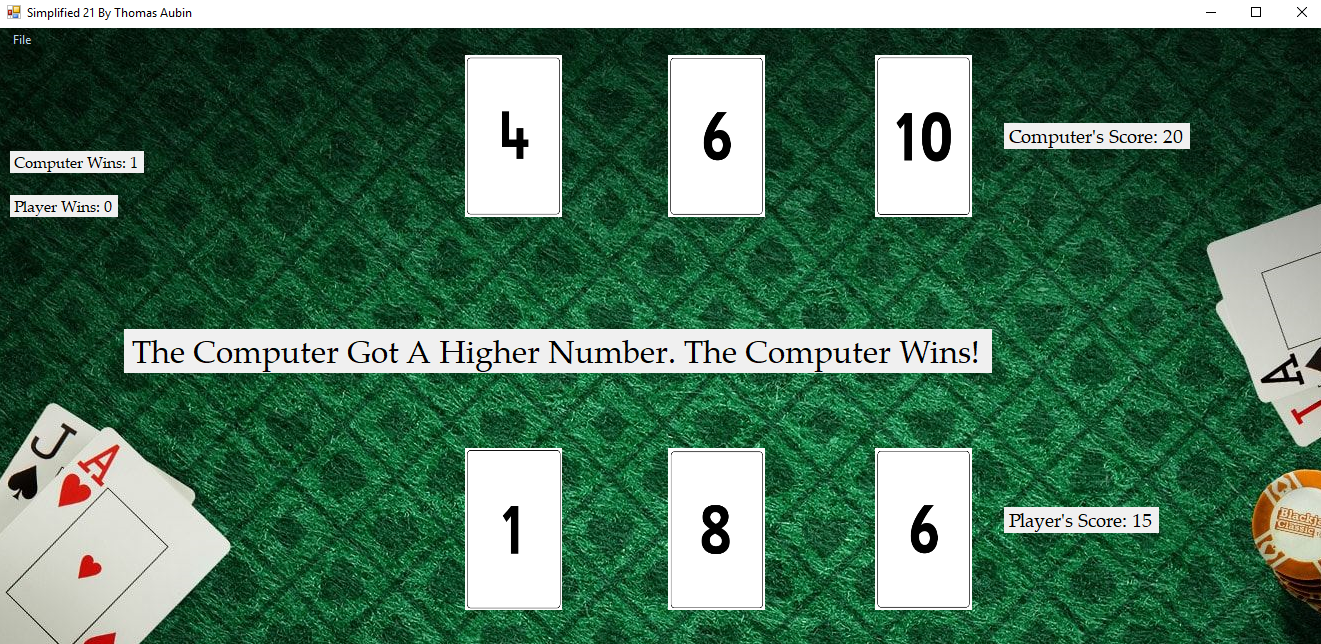 Simplified 21 By Thomas Aubin
File
4 6 10
Computer's Score: 20
Computer Wins: 1
Player Wins: 0
The Computer Got A Higher Number. The Computer Wins!
J
A
A
1 8 6
Player's Score: 15
Classic